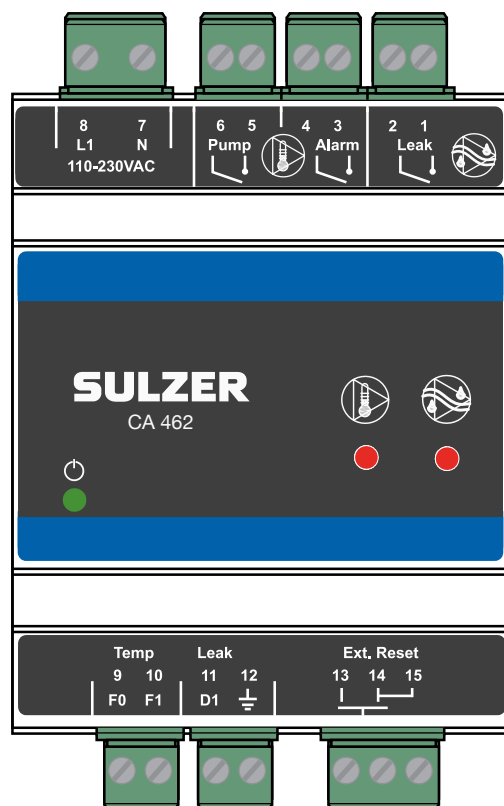 8 7 6 5 4 3 2 1
L1 N Pump Alarm Leak
110-230VAC
SULZER
CA 462
Temp Leak Ext. Reset
9 10 11 12 13 14 15
F0 F1 D1